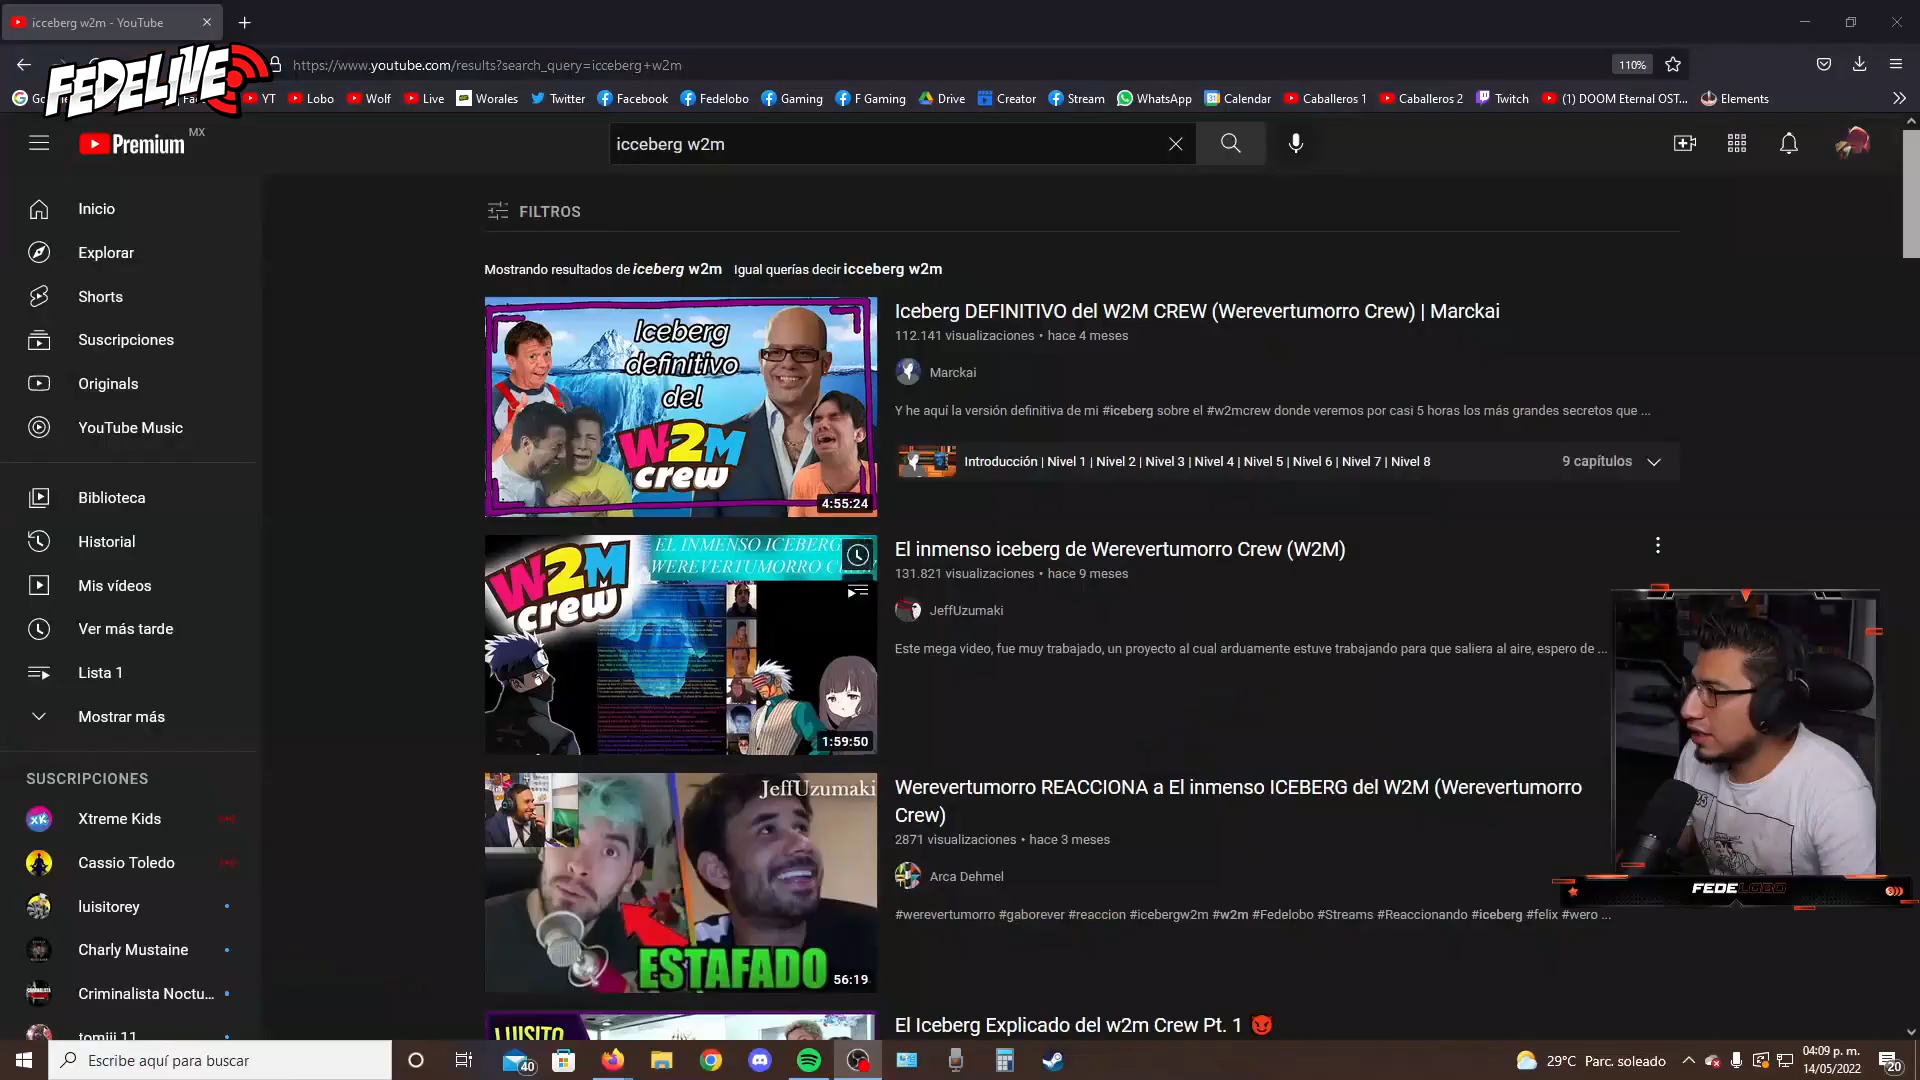 icceberg w2m - YouTube
FEDELIVE
https://www.youtube.com/results?search_query=icceberg+w2m
110%
YT
Lobo
Wolf
Live
Worales
Twitter
Facebook
Fedelobo
Gaming
F Gaming
Drive
Creator
Stream
WhatsApp
Calendar
Caballeros 1
Caballeros 2
Twitch
(1) DOOM Eternal OST...
Elements
Premium
MX
icceberg w2m
Inicio
Explorar
Shorts
Suscripciones
Originals
YouTube Music
Biblioteca
Historial
Mis vídeos
Ver más tarde
Lista 1
Mostrar más
SUSCRIPCIONES
Xtreme Kids
Cassio Toledo
luisitorey
Charly Mustaine
Criminalista Noctu...
tomiii 11
FILTROS
Mostrando resultados de iceberg w2m Igual querías decir icceberg w2m
Iceberg
definitivo
del
W2M
crew
4:55:24
Iceberg DEFINITIVO del W2M CREW (Werevertumorro Crew) | Marckai
112.141 visualizaciones • hace 4 meses
Marckai
Y he aquí la versión definitiva de mi #iceberg sobre el #w2mcrew donde veremos por casi 5 horas los más grandes secretos que ...
Introducción | Nivel 1 | Nivel 2 | Nivel 3 | Nivel 4 | Nivel 5 | Nivel 6 | Nivel 7 | Nivel 8
9 capítulos
W2M
crew
EL INMENSO ICEBERG
WEREVERTUMORRO
1:59:50
El inmenso iceberg de Werevertumorro Crew (W2M)
131.821 visualizaciones • hace 9 meses
JeffUzumaki
Este mega video, fue muy trabajado, un proyecto al cual arduamente estuve trabajando para que saliera al aire, espero de ...
JeffUzumaki
ESTAFADO
56:19
Werevertumorro REACCIONA a El inmenso ICEBERG del W2M (Werevertumorro
Crew)
2871 visualizaciones • hace 3 meses
Arca Dehmel
#werevertumorro #gaborever #reaccion #icebergw2m #w2m #Fedelobo #Streams #Reaccionando #iceberg #felix #wero ...
LUISITO
El Iceberg Explicado del w2m Crew Pt. 1 😈
FEDELOBO
Escribe aquí para buscar
40
29°C Parc. soleado
04:09 p. m.
14/05/2022
20